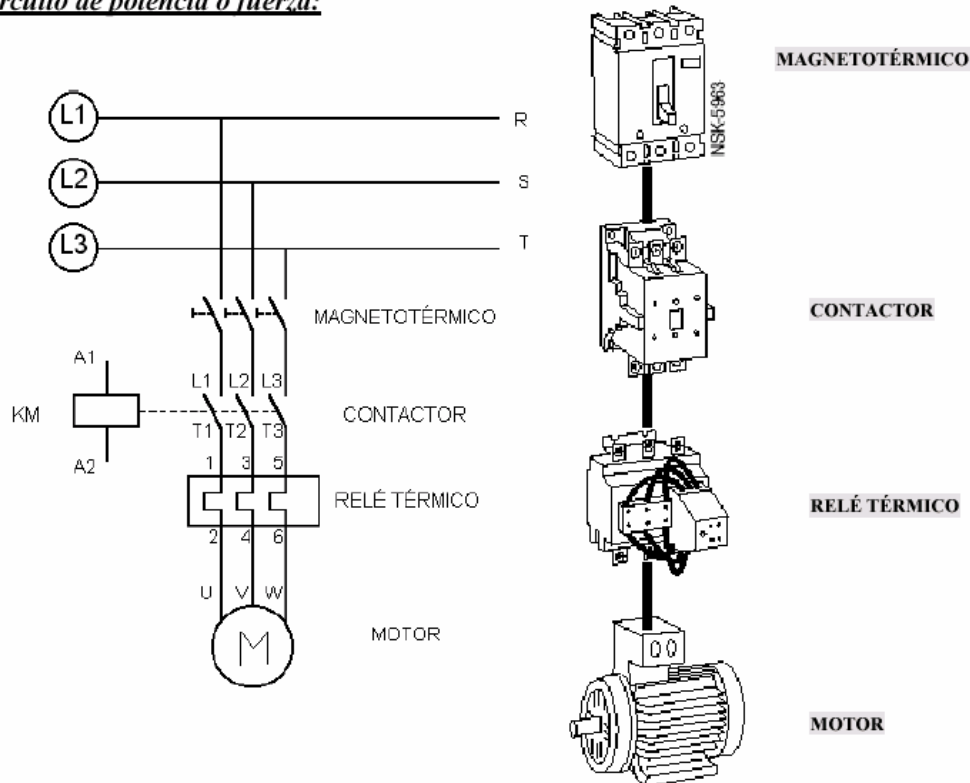 rcuito de potencia o fuerza:
MAGNETOTÉRMICO
NSK-5963
L1
R
L2
S
L3
T
MAGNETOTÉRMICO
CONTACTOR
A1
L1 L2 L3
KM
CONTACTOR
T1 T2 T3
A2
1 3 5
RELÉ TÉRMICO
RELÉ TÉRMICO
2 4 6
U V W
M
MOTOR
MOTOR